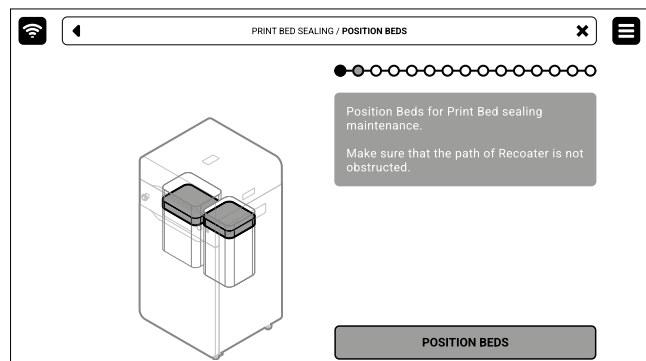 PRINT BED SEALING / POSITION BEDS
Position Beds for Print Bed sealing
maintenance.
Make sure that the path of Recoater is not
obstructed.
POSITION BEDS